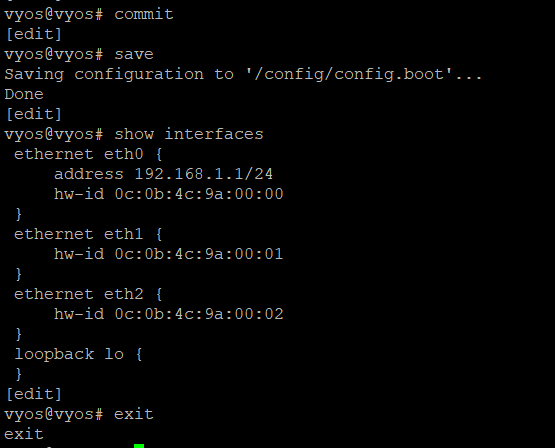 vyos@vyos# commit
[edit]
vyos@vyos# save
Saving configuration to '/config/config.boot'...
Done
[edit]
vyos@vyos# show interfaces
 ethernet eth0 {
     address 192.168.1.1/24
     hw-id 0c:0b:4c:9a:00:00
 }
 ethernet eth1 {
     hw-id 0c:0b:4c:9a:00:01
 }
 ethernet eth2 {
     hw-id 0c:0b:4c:9a:00:02
 }
 loopback lo {
 }
[edit]
vyos@vyos# exit
exit